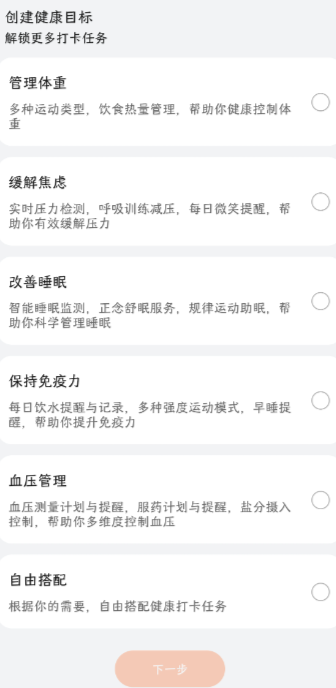 创建健康目标
解锁更多打卡任务
管理体重
多种运动类型，饮食热量管理，帮助你健康控制体
重
缓解焦虑
实时压力检测，呼吸训练减压，每日微笑提醒，帮
助你有效缓解压力
改善睡眠
智能睡眠监测，正念舒眠服务，规律运动助眠，帮
助你科学管理睡眠
保持免疫力
每日饮水提醒与记录，多种强度运动模式，早睡提
醒，帮助你提升免疫力
血压管理
血压测量计划与提醒，服药计划与提醒，盐分摄入
控制，帮助你多维度控制血压
自由搭配
根据你的需要，自由搭配健康打卡任务
下一步